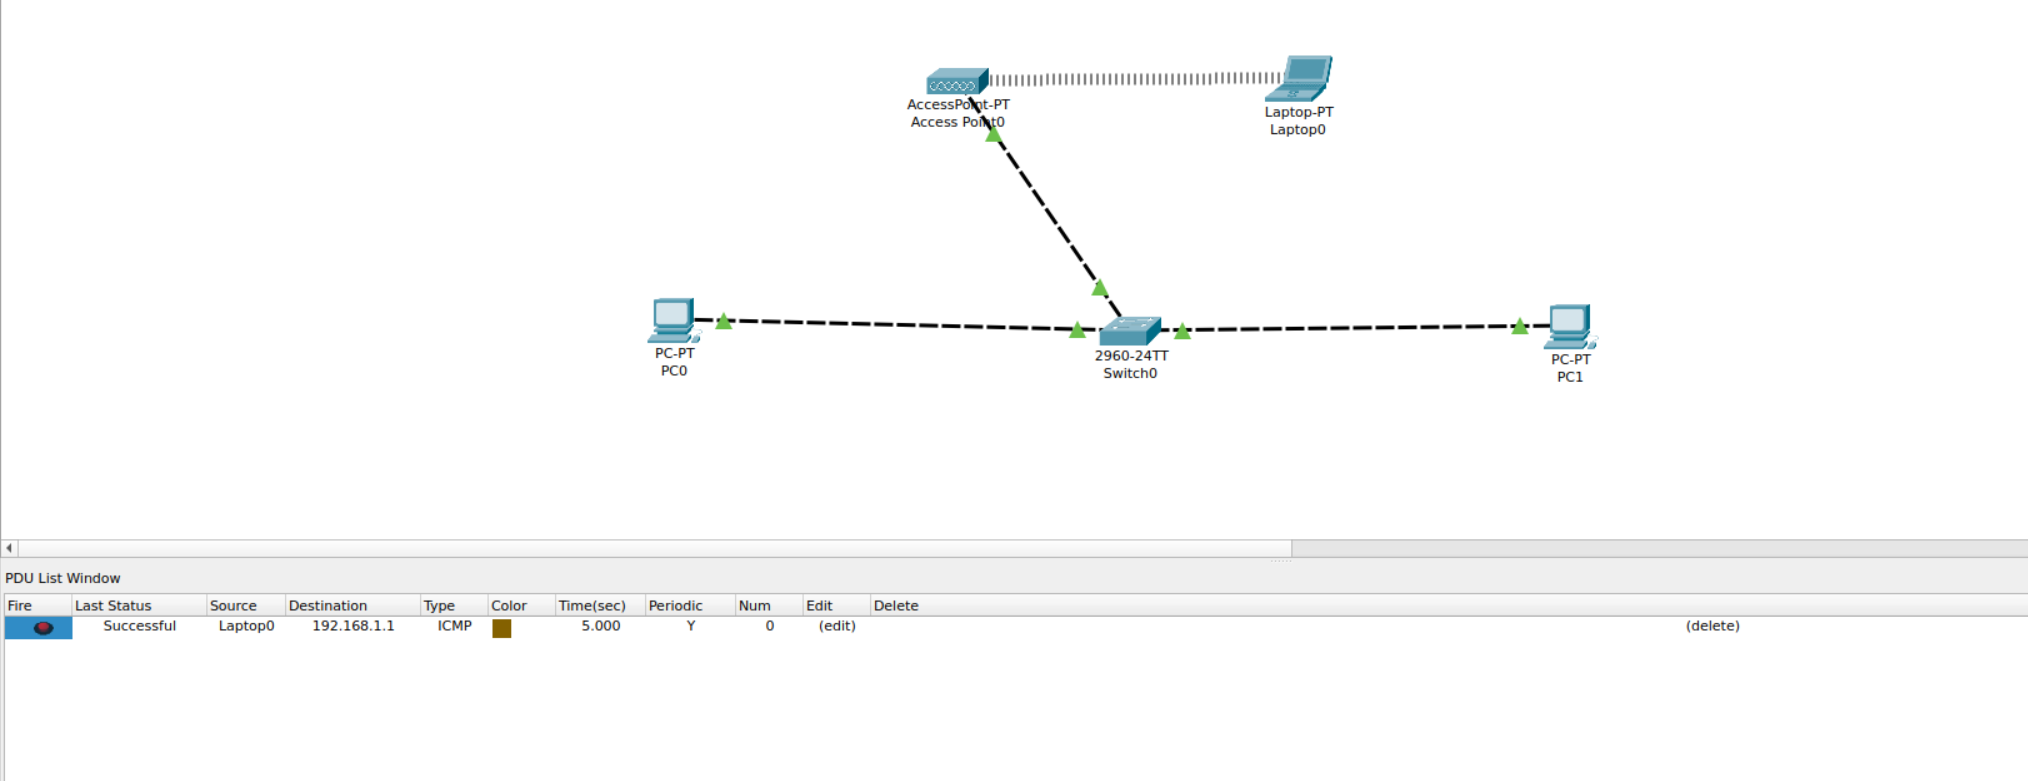 AccessPoint-PT
Access Point0
Laptop-PT
Laptop0
PC-PT
PC0
2960-24TT
Switch0
PC-PT
PC1
PDU List Window
Fire Last Status Source Destination Type Color Time(sec) Periodic Num Edit Delete
Successful Laptop0 192.168.1.1 ICMP 5.000 Y 0 (edit) (delete)